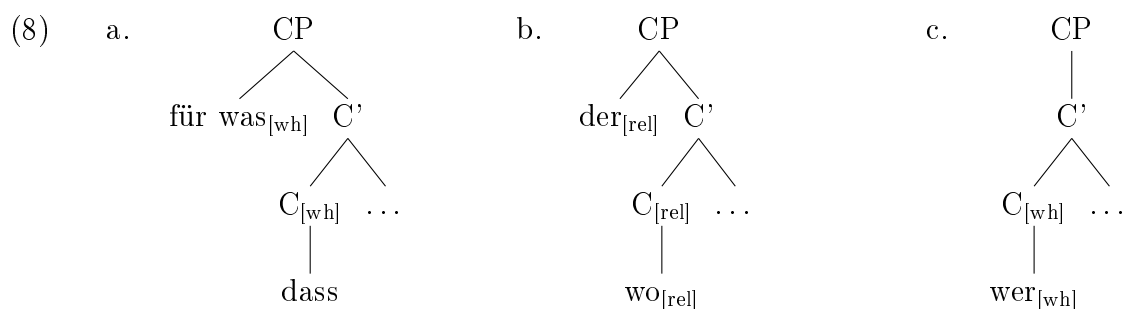 (8) a. CP b. CP c. CP
für was[wh] C' der[rel] C' C'
C[wh] ... C[rel] ... C[wh] ...
dass wo[rel] wer[wh]